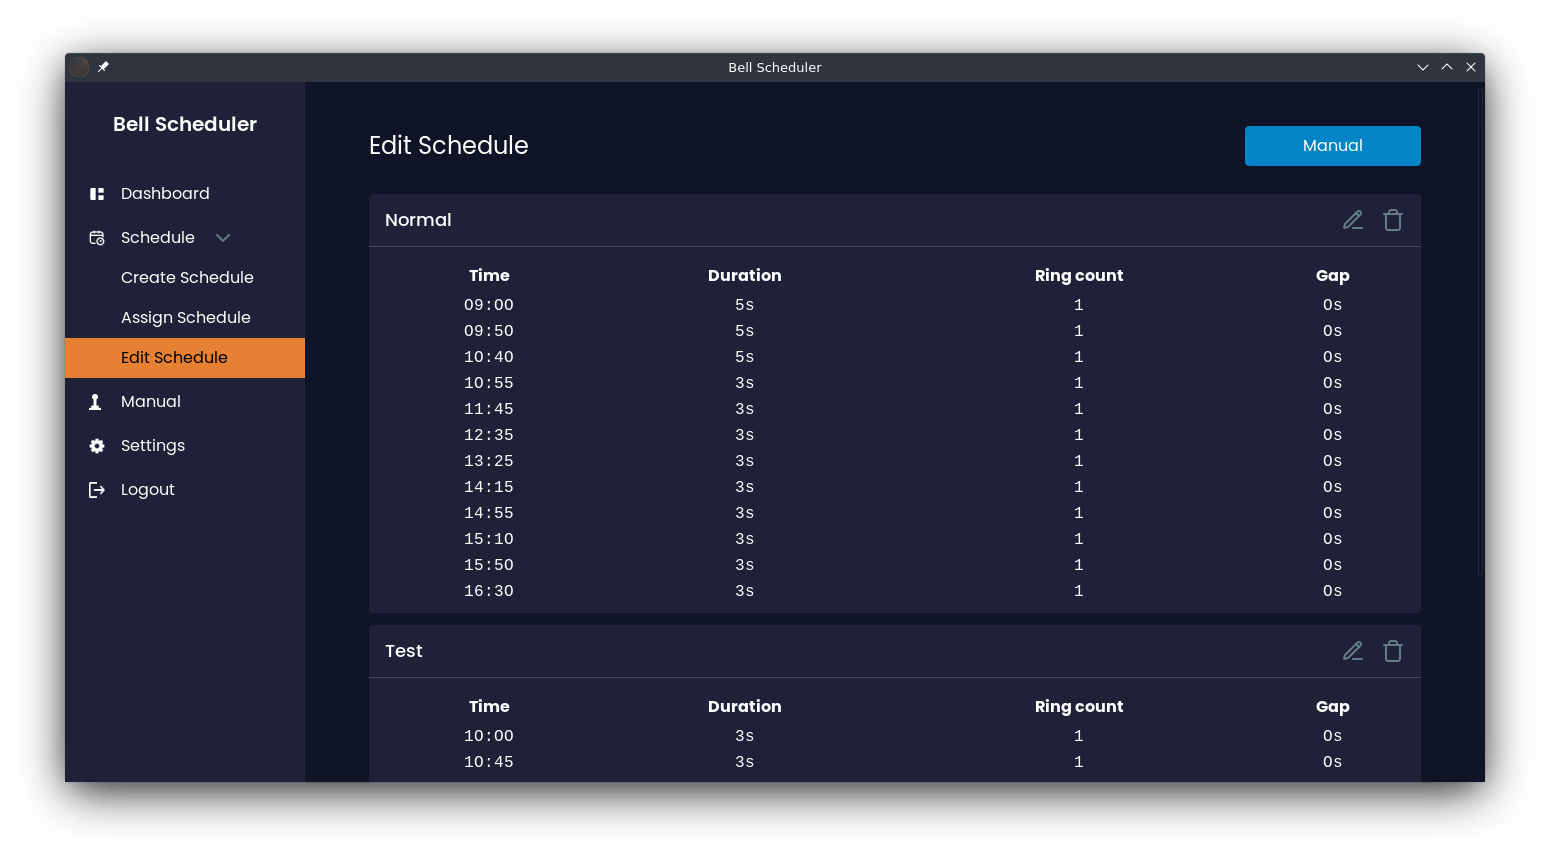 Bell Scheduler
Bell Scheduler
Dashboard
Schedule
Create Schedule
Assign Schedule
Edit Schedule
Manual
Settings
Logout
Edit Schedule Manual
Normal
Time Duration Ring count Gap
09:00 5s 1 0s
09:50 5s 1 0s
10:40 5s 1 0s
10:55 3s 1 0s
11:45 3s 1 0s
12:35 3s 1 0s
13:25 3s 1 0s
14:15 3s 1 0s
14:55 3s 1 0s
15:10 3s 1 0s
15:50 3s 1 0s
16:30 3s 1 0s
Test
Time Duration Ring count Gap
10:00 3s 1 0s
10:45 3s 1 0s